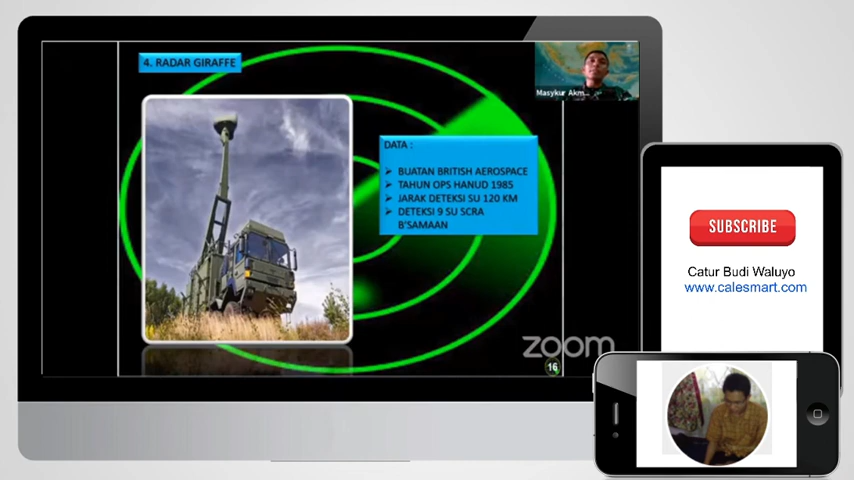 4. RADAR GIRAFFE
Masykur Akm...
DATA :
➢ BUATAN BRITISH AEROSPACE
➢ TAHUN OPS HANUD 1985
➢ JARAK DETEKSI SU 120 KM
➢ DETEKSI 9 SU SCRA
B'SAMAAN
zoom
16
SUBSCRIBE
Catur Budi Waluyo
www.calesmart.com